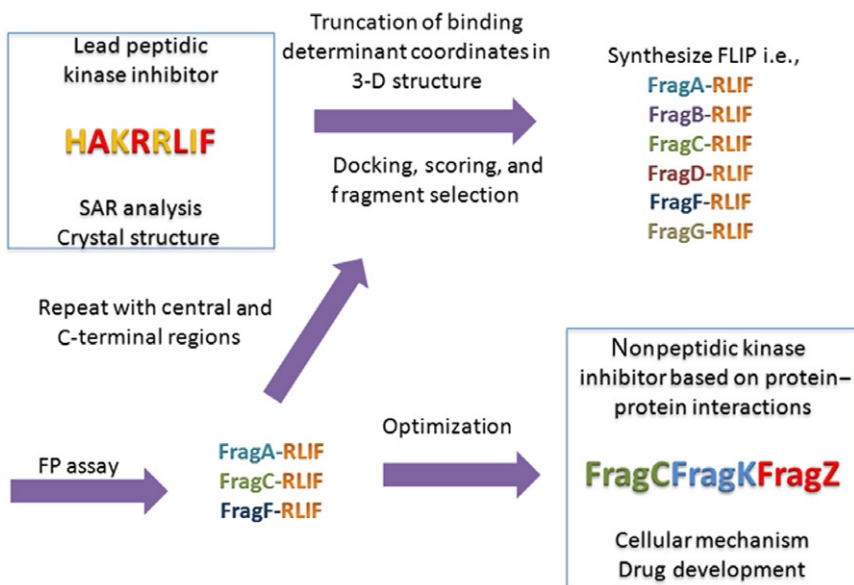 Lead peptidic
kinase inhibitor
HAKRRLIF
SAR analysis
Crystal structure
Truncation of binding
determinant coordinates in
3-D structure
Docking, scoring, and
fragment selection
Synthesize FLIP i.e.,
FragA-RLIF
FragB-RLIF
FragC-RLIF
FragD-RLIF
FragF-RLIF
FragG-RLIF
Repeat with central and
C-terminal regions
FP assay
FragA-RLIF
FragC-RLIF
FragF-RLIF
Optimization
Nonpeptidic kinase
inhibitor based on protein–
protein interactions
FragCFragKFragZ
Cellular mechanism
Drug development